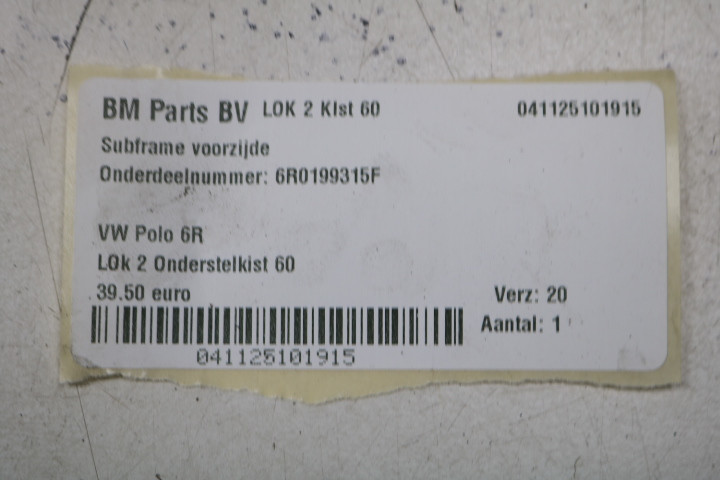 BM Parts BV LOK 2 KIst 60 041125101915
Subframe voorzijde
Onderdeelnummer: 6R0199315F
VW Polo 6R
LOk 2 Onderstelkist 60
39.50 euro Verz: 20
Aantal: 1
041125101915